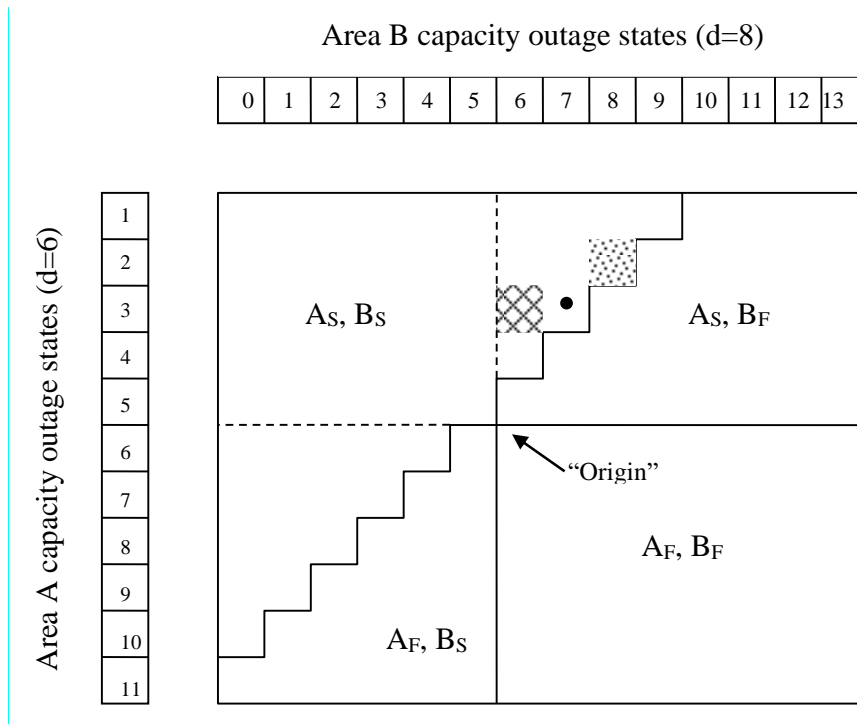 Area B capacity outage states (d=8)
0 1 2 3 4 5 6 7 8 9 10 11 12 13
Area A capacity outage states (d=6)
1
2
3
4
5
6
7
8
9
10
11
AS, BS
AS, BF
"Origin"
AF, BF
AF, BS